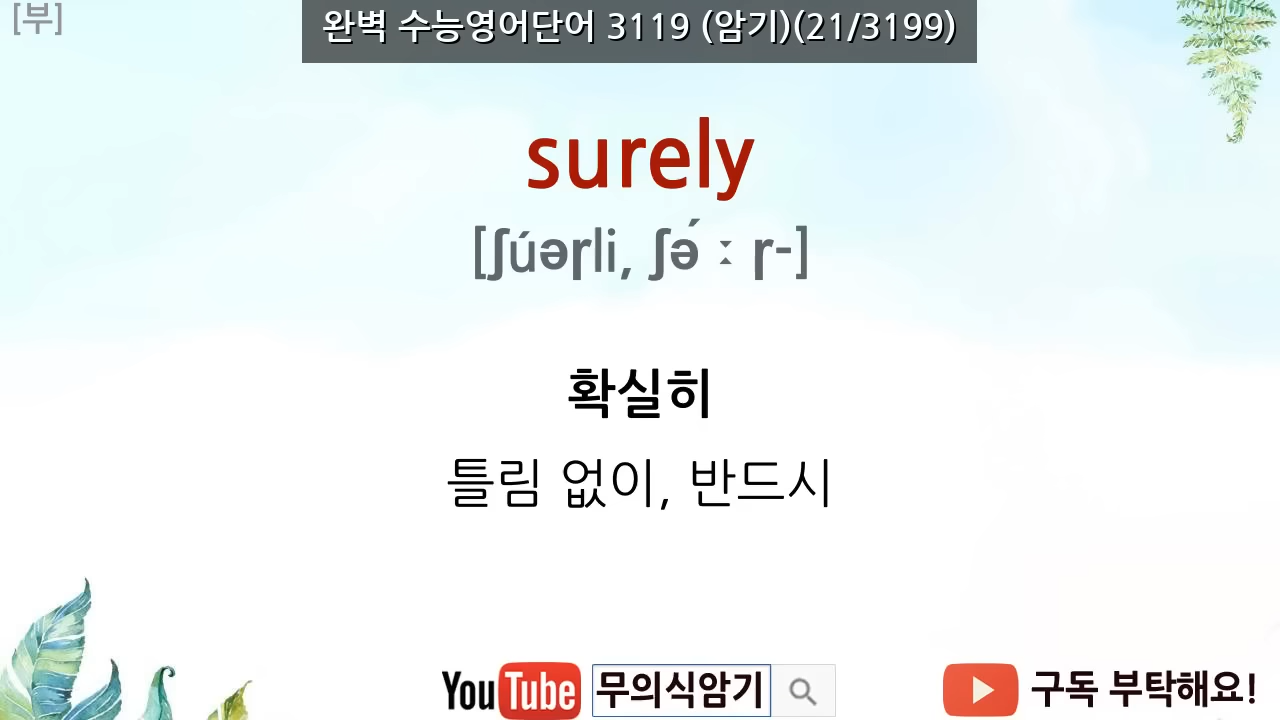 [부]
완벽 수능영어단어 3119 (암기)(21/3199)
surely
[ʃúərli, ʃə́ ː r-]
확실히
틀림 없이, 반드시
YouTube 무의식암기
구독 부탁해요!